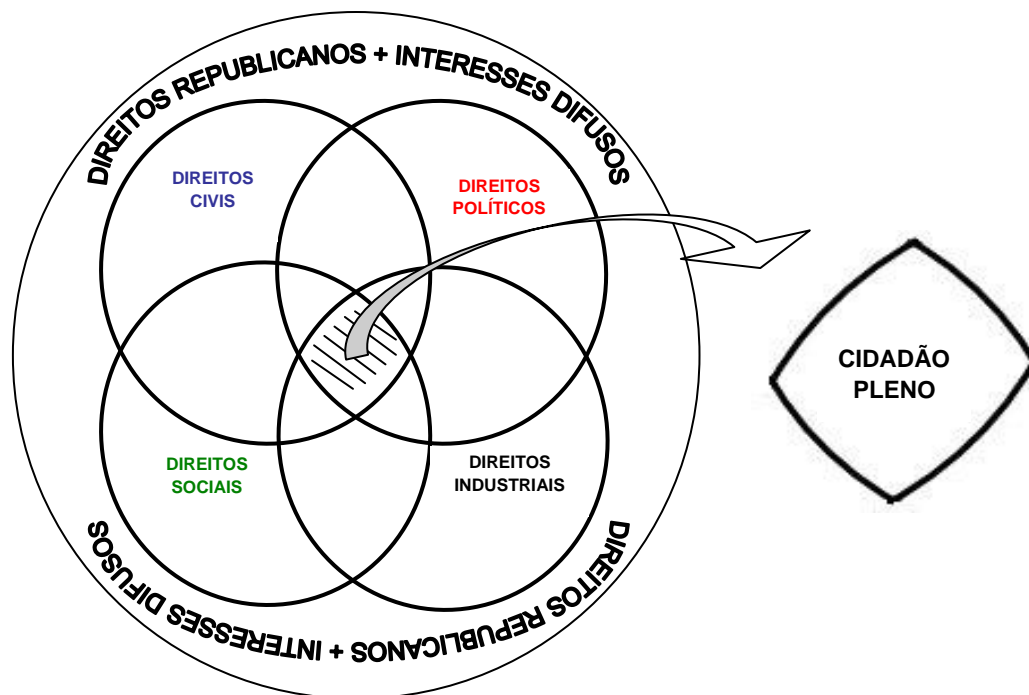 DIREITOS REPUBLICANOS + INTERESSES DIFUSOS
DIREITOS
CIVIS
DIREITOS
POLÍTICOS
CIDADÃO
PLENO
DIREITOS
SOCIAIS
DIREITOS
INDUSTRIAIS
DIREITOS REPUBLICANOS + INTERESSES DIFUSOS